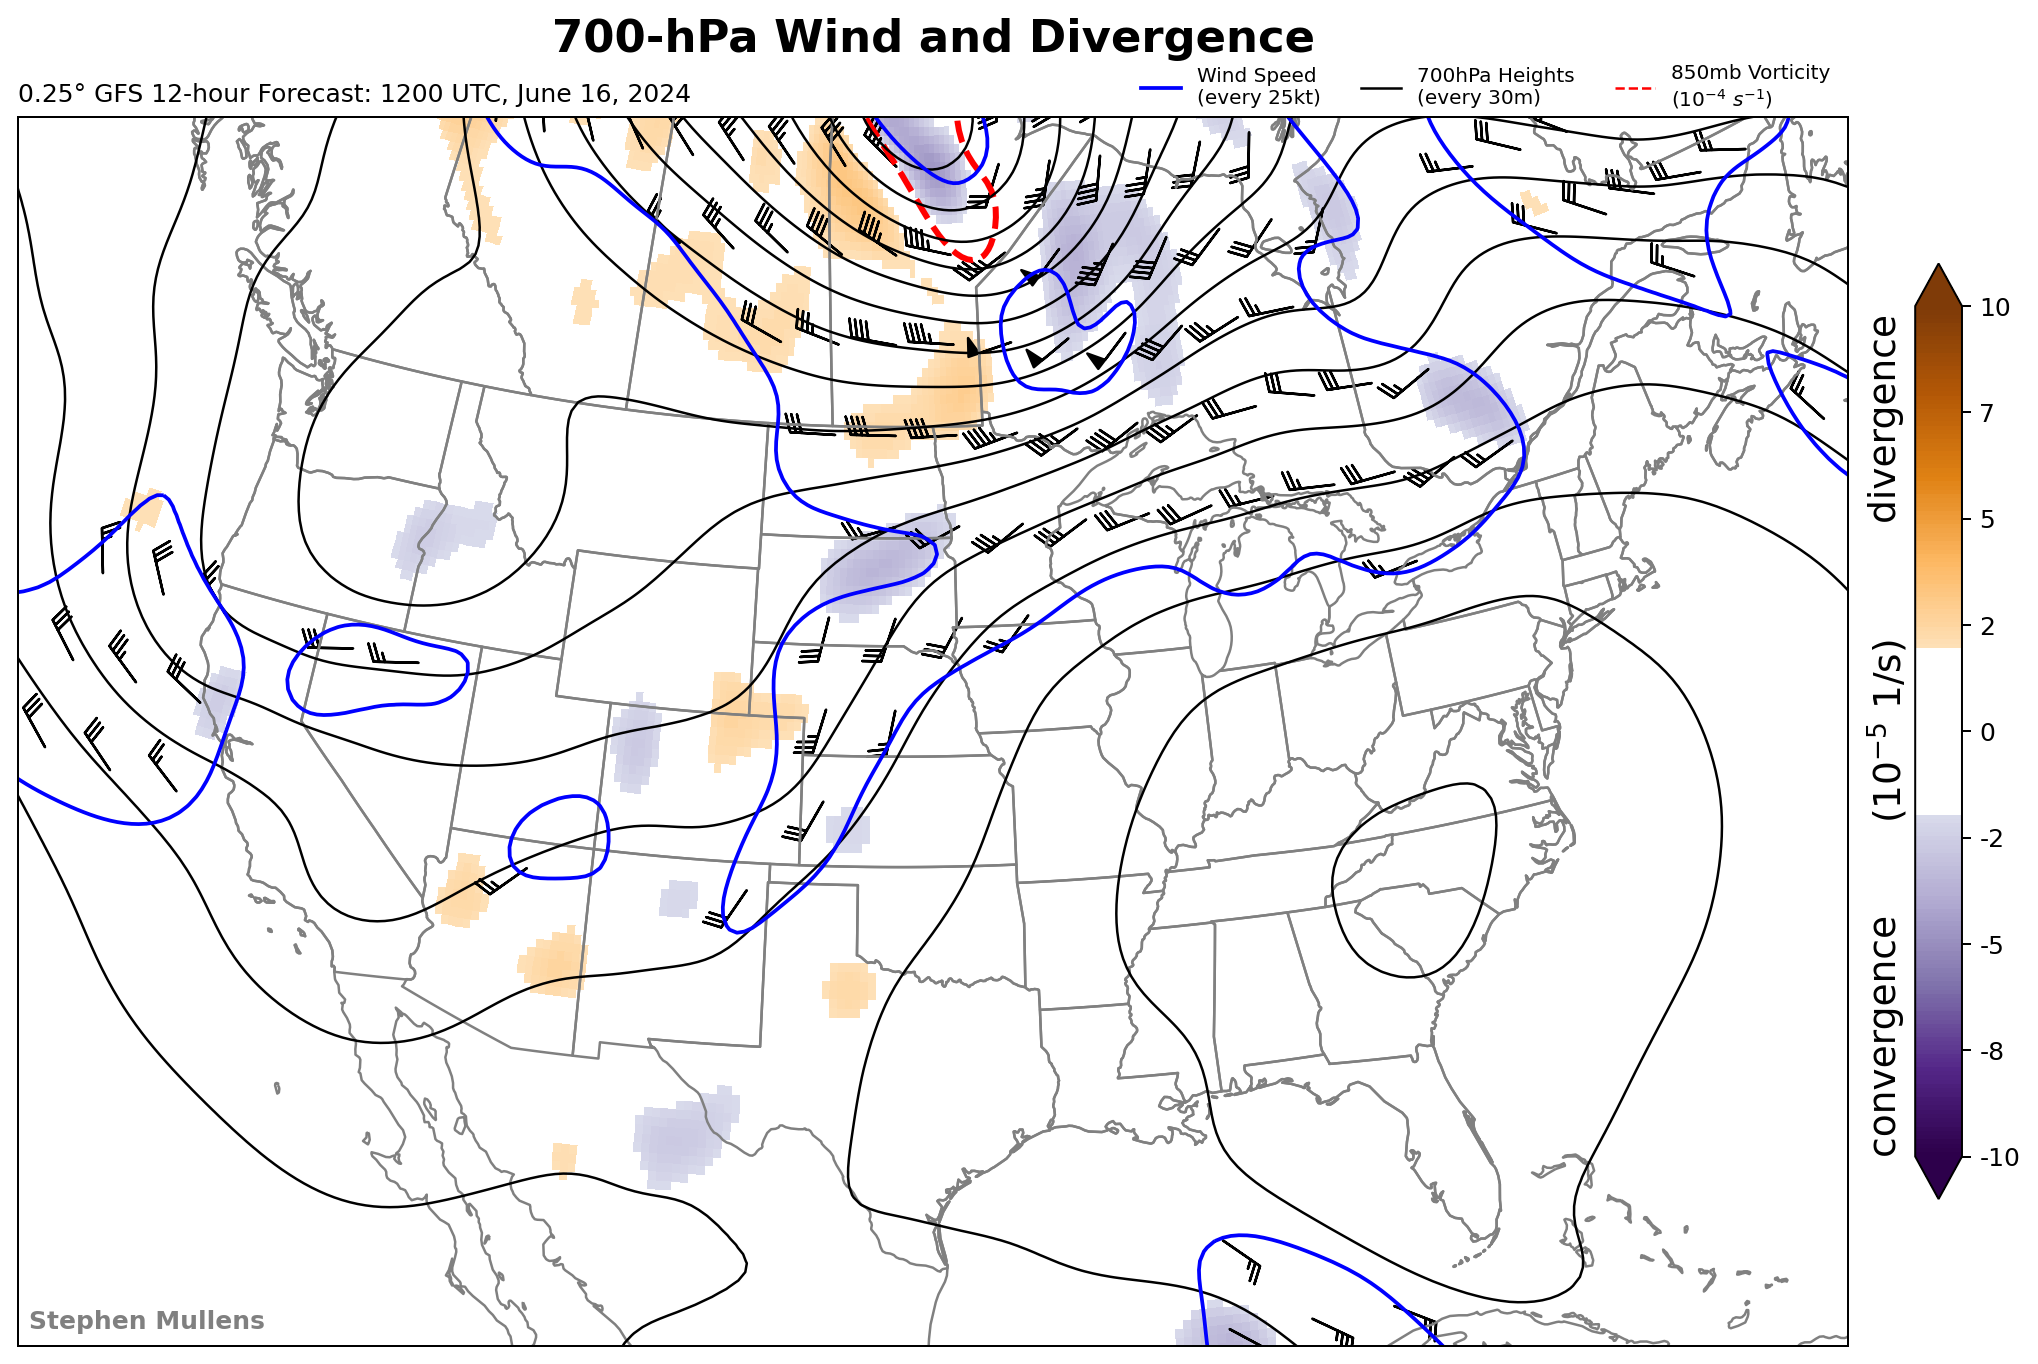 700-hPa Wind and Divergence
0.25° GFS 12-hour Forecast: 1200 UTC, June 16, 2024
Wind Speed
(every 25kt)
700hPa Heights
(every 30m)
850mb Vorticity
(10⁻⁴ s⁻¹)
10
7
5
2
0
-2
-5
-8
-10
convergence (10⁻⁵ 1/s) divergence
Stephen Mullens